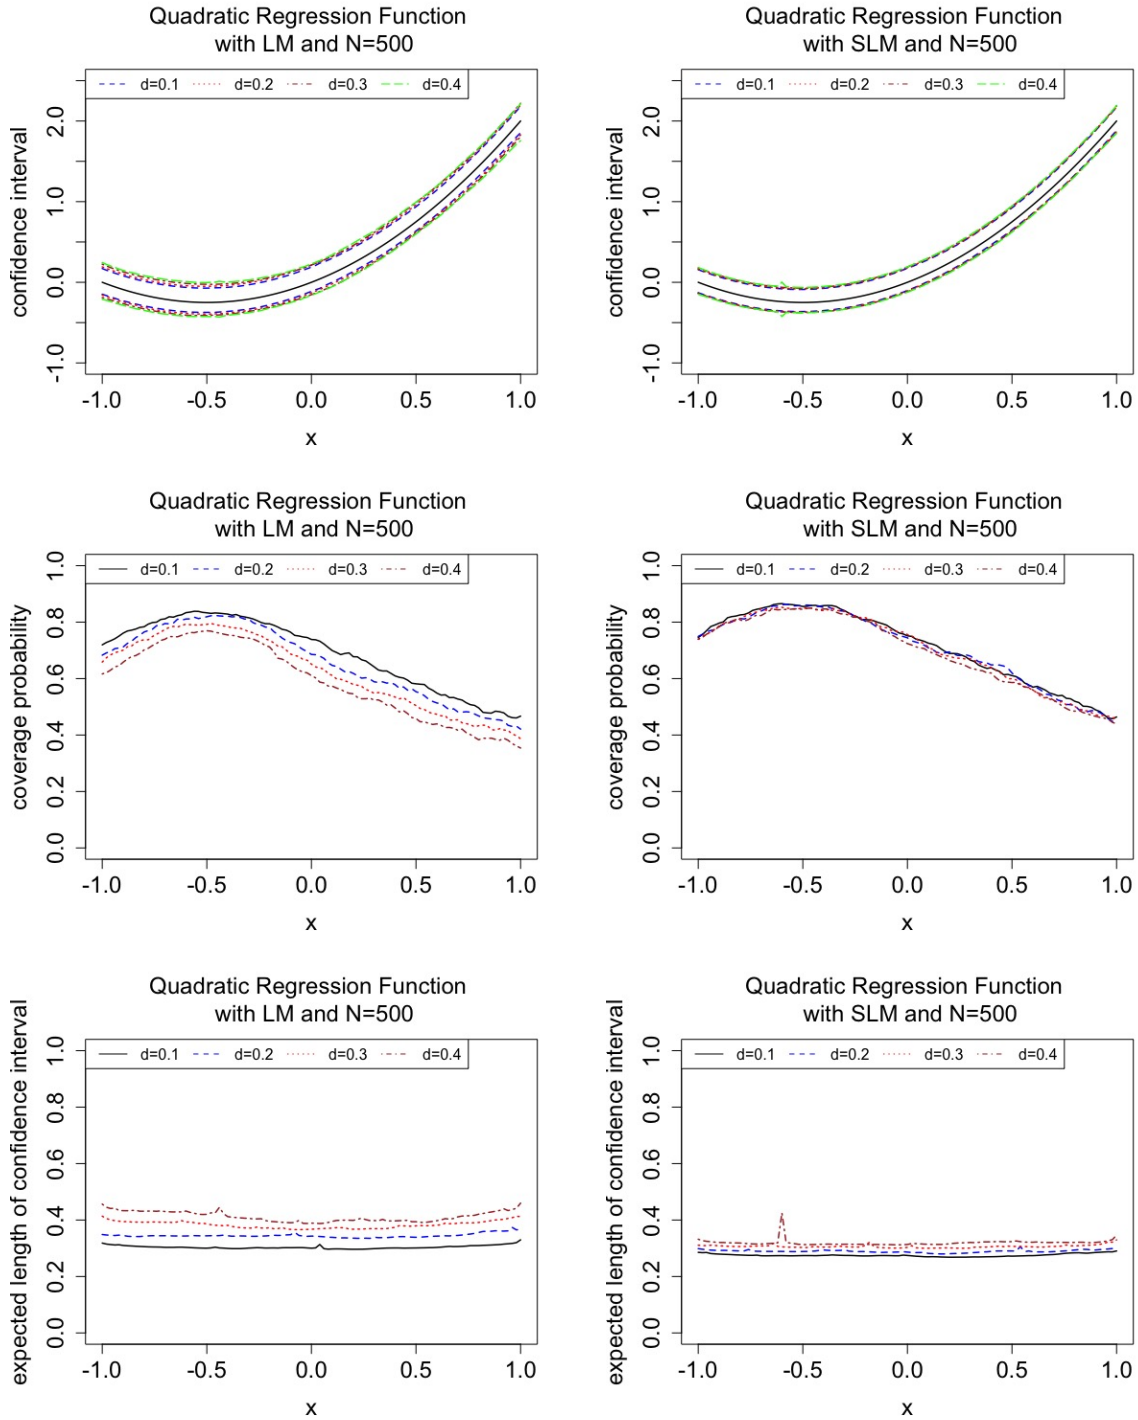 Quadratic Regression Function
with LM and N=500
d=0.1 d=0.2 d=0.3 d=0.4
confidence interval
2.0
1.0
0.0
-1.0
-1.0 -0.5 0.0 0.5 1.0
x
Quadratic Regression Function
with SLM and N=500
d=0.1 d=0.2 d=0.3 d=0.4
confidence interval
2.0
1.0
0.0
-1.0
-1.0 -0.5 0.0 0.5 1.0
x
Quadratic Regression Function
with LM and N=500
d=0.1 d=0.2 d=0.3 d=0.4
coverage probability
1.0
0.8
0.6
0.4
0.2
0.0
-1.0 -0.5 0.0 0.5 1.0
x
Quadratic Regression Function
with SLM and N=500
d=0.1 d=0.2 d=0.3 d=0.4
coverage probability
1.0
0.8
0.6
0.4
0.2
0.0
-1.0 -0.5 0.0 0.5 1.0
x
Quadratic Regression Function
with LM and N=500
d=0.1 d=0.2 d=0.3 d=0.4
expected length of confidence interval
1.0
0.8
0.6
0.4
0.2
0.0
-1.0 -0.5 0.0 0.5 1.0
x
Quadratic Regression Function
with SLM and N=500
d=0.1 d=0.2 d=0.3 d=0.4
expected length of confidence interval
1.0
0.8
0.6
0.4
0.2
0.0
-1.0 -0.5 0.0 0.5 1.0
x